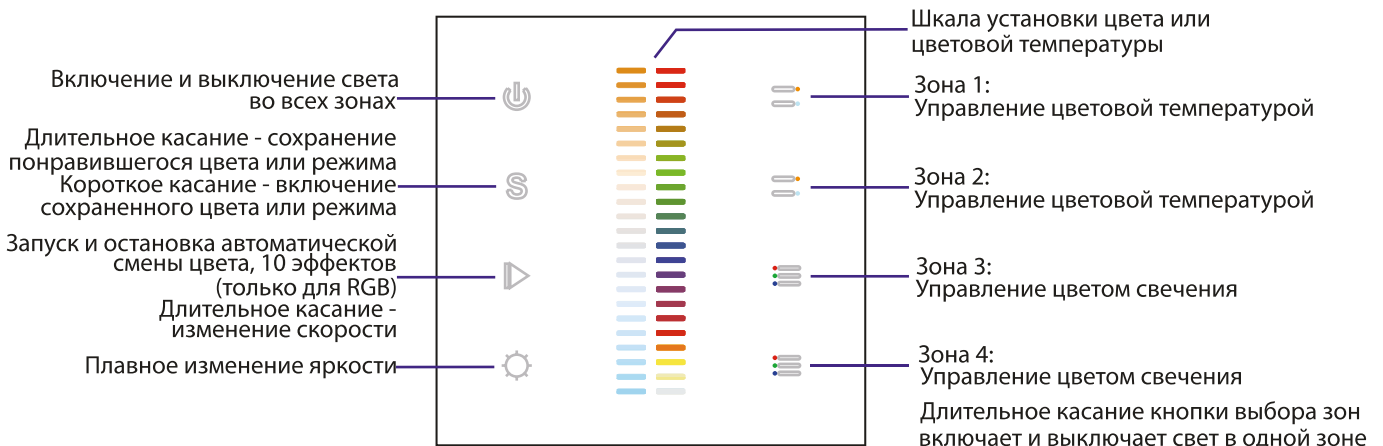 Включение и выключение света
во всех зонах
Длительное касание - сохранение
понравившегося цвета или режима
Короткое касание - включение
сохраненного цвета или режима
Запуск и остановка автоматической
смены цвета, 10 эффектов
(только для RGB)
Длительное касание -
изменение скорости
Плавное изменение яркости
S
Шкала установки цвета или
цветовой температуры
Зона 1:
Управление цветовой температурой
Зона 2:
Управление цветовой температурой
Зона 3:
Управление цветом свечения
Зона 4:
Управление цветом свечения
Длительное касание кнопки выбора зон
включает и выключает свет в одной зоне